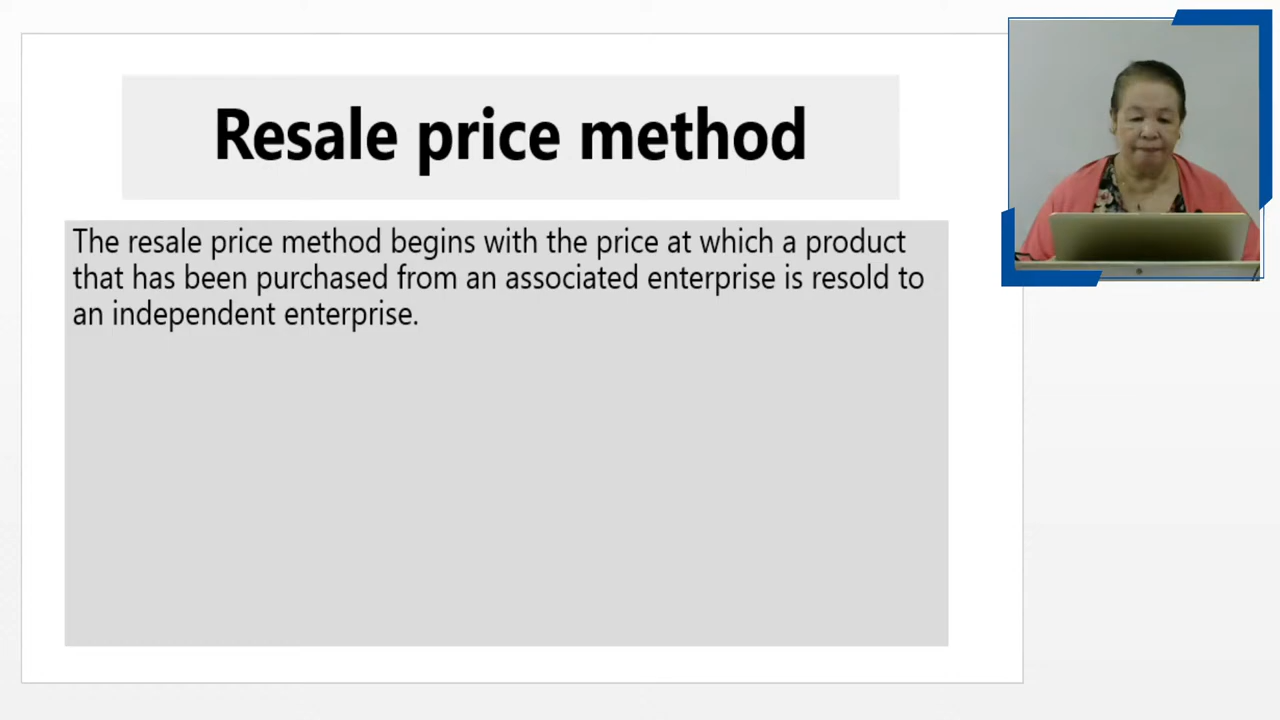 Resale price method
The resale price method begins with the price at which a product
that has been purchased from an associated enterprise is resold to
an independent enterprise.